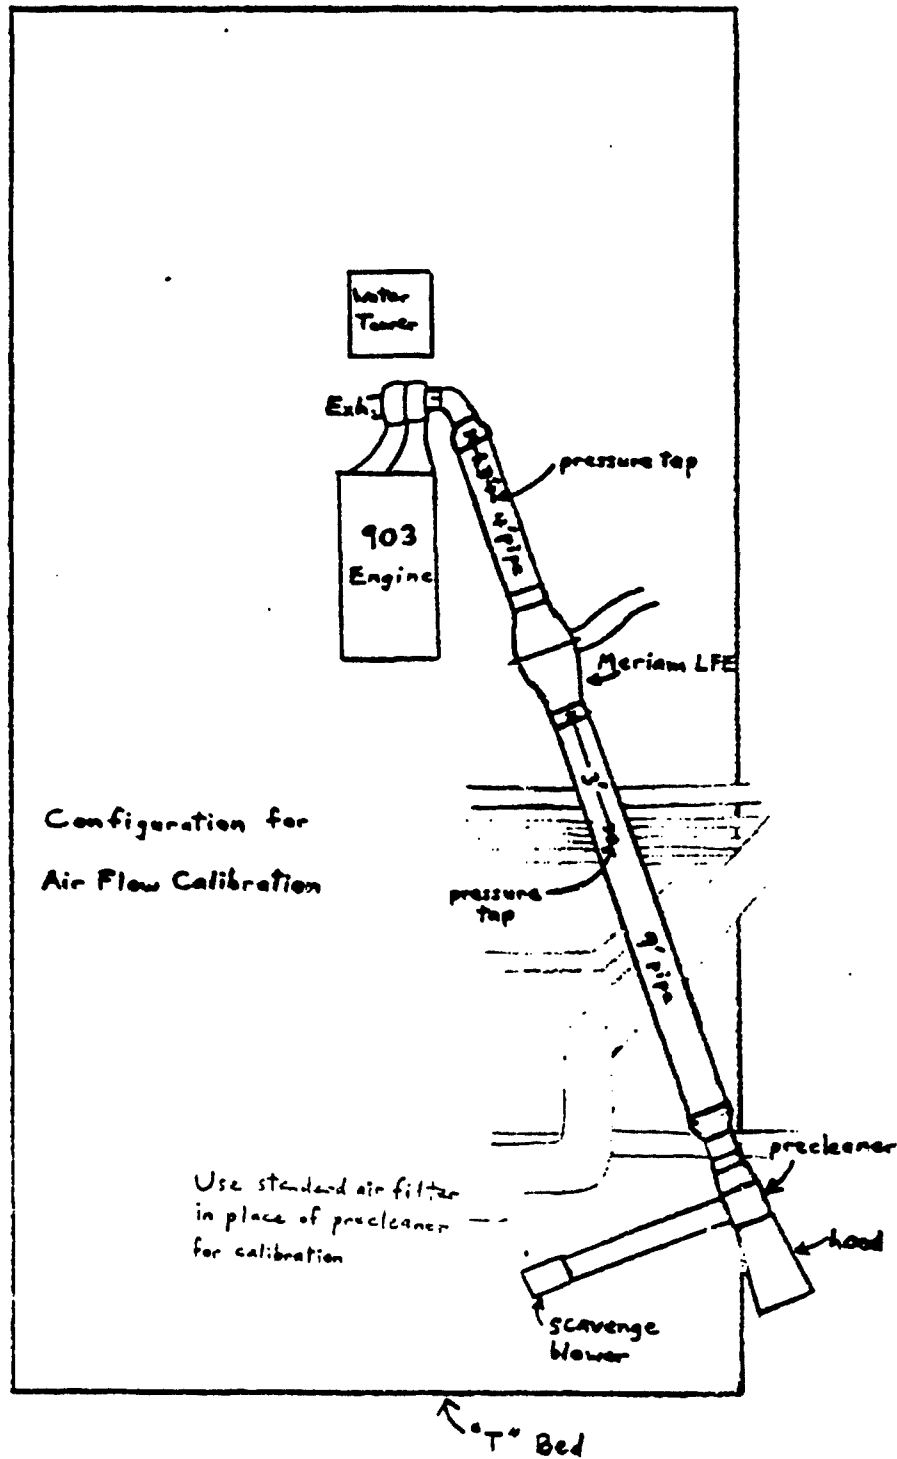 Water
Tower
Exh.
pressure tap
4' pipe
903
Engine
Meriam LFE
3'
Configuration for
Air Flow Calibration
pressure
tap
9' pipe
precleaner
Use standard air filter
in place of precleaner
for calibration
hood
scavenge
blower
"T" Bed